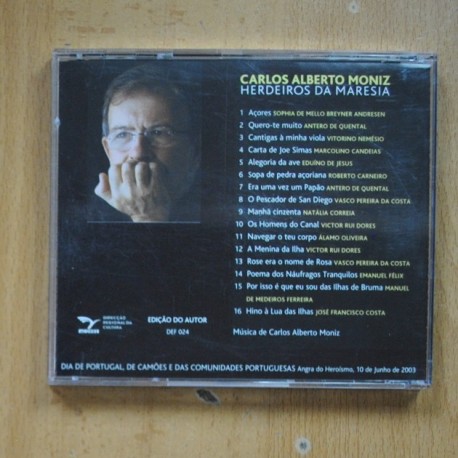 CARLOS ALBERTO MONIZ
HERDEIROS DA MARESIA
1 Açores SOPHIA DE MELLO BREYNER ANDRESEN
2 Quero-te muito ANTERO DE QUENTAL
3 Cantigas à minha viola VITORINO NEMÉSIO
4 Carta de Joe Simas MARCOLINO CANDEIAS
5 Alegoria da ave EDUÍNO DE JESUS
6 Sopa de pedra açoriana ROBERTO CARNEIRO
7 Era uma vez um Papão ANTERO DE QUENTAL
8 O Pescador de San Diego VASCO PEREIRA DA COSTA
9 Manhã cinzenta NATÁLIA CORREIA
10 Os Homens do Canal VICTOR RUI DORES
11 Navegar o teu corpo ÁLAMO OLIVEIRA
12 A Menina da Ilha VICTOR RUI DORES
13 Rose era o nome de Rosa VASCO PEREIRA DA COSTA
14 Poema dos Náufragos Tranquilos EMANUEL FÉLIX
15 Por isso é que eu sou das Ilhas de Bruma MANUEL
DE MEDEIROS FERREIRA
16 Hino à Lua das ilhas JOSÉ FRANCISCO COSTA
Música de Carlos Alberto Moniz
DIRECÇÃO
REGIONAL DA
CULTURA
EDIÇÃO DO AUTOR
DEF 024
DIA DE PORTUGAL, DE CAMÕES E DAS COMUNIDADES PORTUGUESAS Angra do Heroísmo, 10 de Junho de 2003